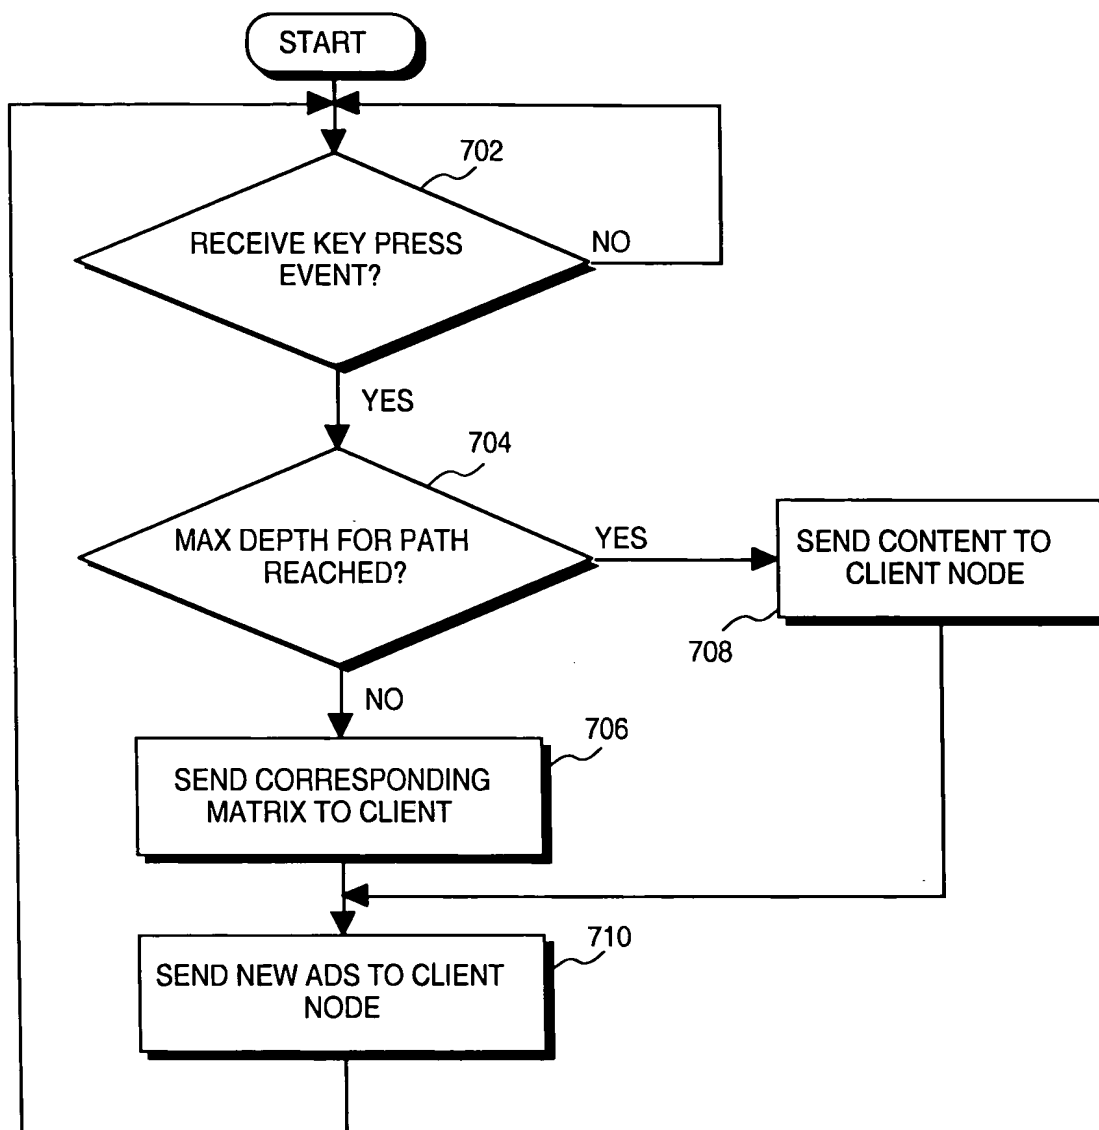 START
702
RECEIVE KEY PRESS
EVENT?
NO
YES
704
MAX DEPTH FOR PATH
REACHED?
YES
SEND CONTENT TO
CLIENT NODE
708
NO
706
SEND CORRESPONDING
MATRIX TO CLIENT
710
SEND NEW ADS TO CLIENT
NODE